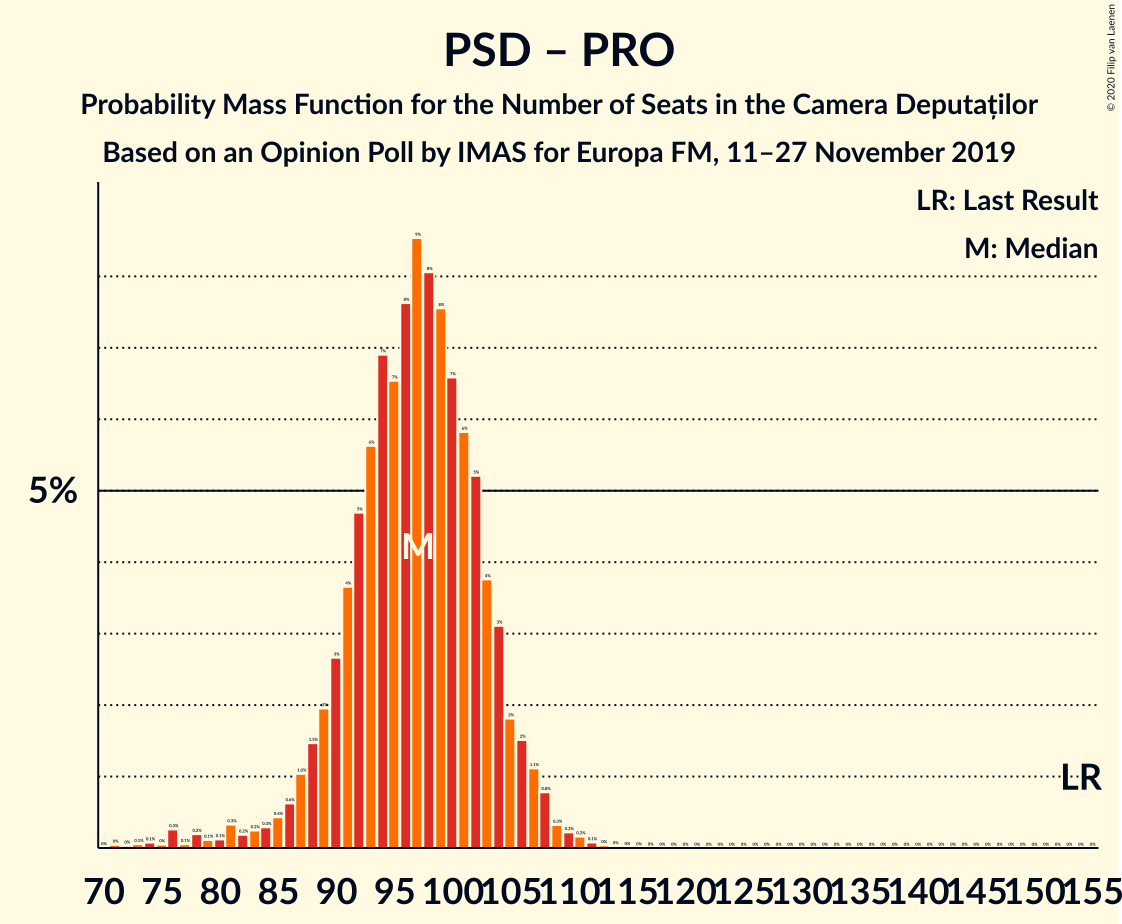 PSD – PRO
Probability Mass Function for the Number of Seats in the Camera Deputaților
Based on an Opinion Poll by IMAS for Europa FM, 11–27 November 2019
© 2020 Filip van Laenen
LR: Last Result
M: Median
5%
M
LR
70 75 80 85 90 95 100 105 110 115 120 125 130 135 140 145 150 155